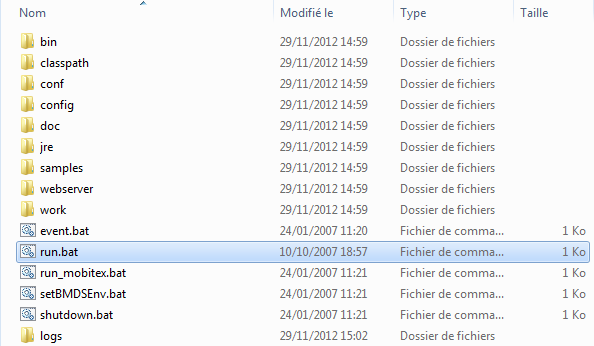 Nom Modifié le Type Taille
bin 29/11/2012 14:59 Dossier de fichiers
classpath 29/11/2012 14:59 Dossier de fichiers
conf 29/11/2012 14:59 Dossier de fichiers
config 29/11/2012 14:59 Dossier de fichiers
doc 29/11/2012 14:59 Dossier de fichiers
jre 29/11/2012 14:59 Dossier de fichiers
samples 29/11/2012 14:59 Dossier de fichiers
webserver 29/11/2012 14:59 Dossier de fichiers
work 29/11/2012 14:59 Dossier de fichiers
event.bat 24/01/2007 11:20 Fichier de comma... 1 Ko
run.bat 10/10/2007 18:57 Fichier de comma... 1 Ko
run_mobitex.bat 24/01/2007 11:21 Fichier de comma... 1 Ko
setBMDSEnv.bat 24/01/2007 11:21 Fichier de comma... 1 Ko
shutdown.bat 24/01/2007 11:21 Fichier de comma... 1 Ko
logs 29/11/2012 15:02 Dossier de fichiers